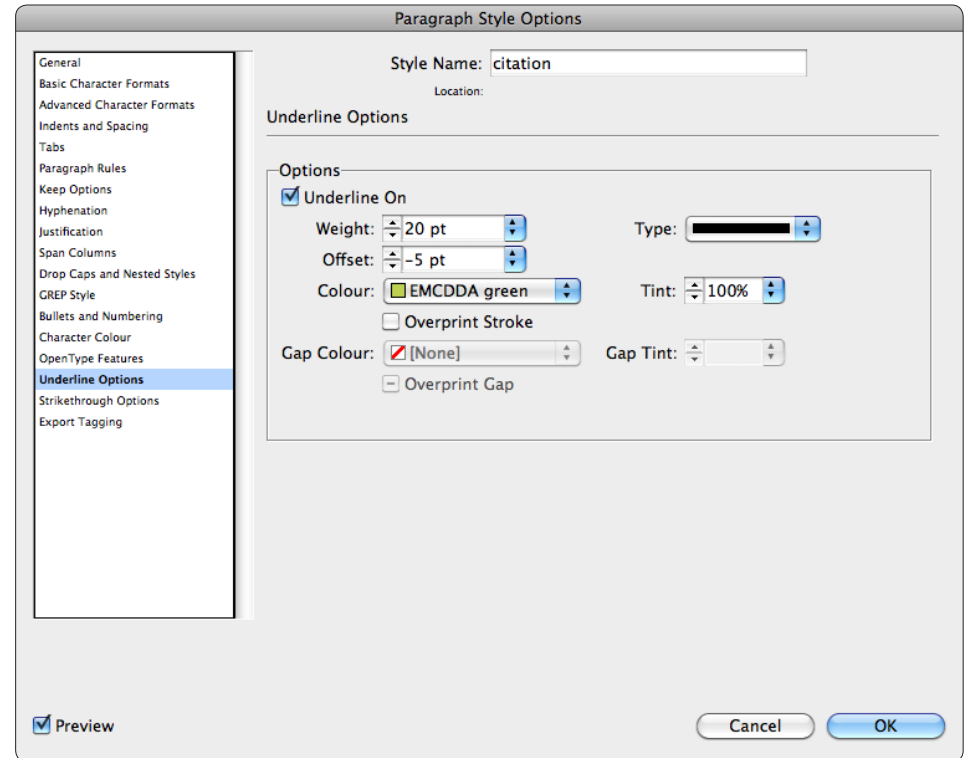 Paragraph Style Options
General
Basic Character Formats
Advanced Character Formats
Indents and Spacing
Tabs
Paragraph Rules
Keep Options
Hyphenation
Justification
Span Columns
Drop Caps and Nested Styles
GREP Style
Bullets and Numbering
Character Colour
OpenType Features
Underline Options
Strikethrough Options
Export Tagging
Style Name: citation
Location:
Underline Options
Options
Underline On
Weight: 20 pt Type:
Offset: -5 pt
Colour: EMCDDA green Tint: 100%
Overprint Stroke
Gap Colour: [None] Gap Tint:
Overprint Gap
Preview Cancel OK